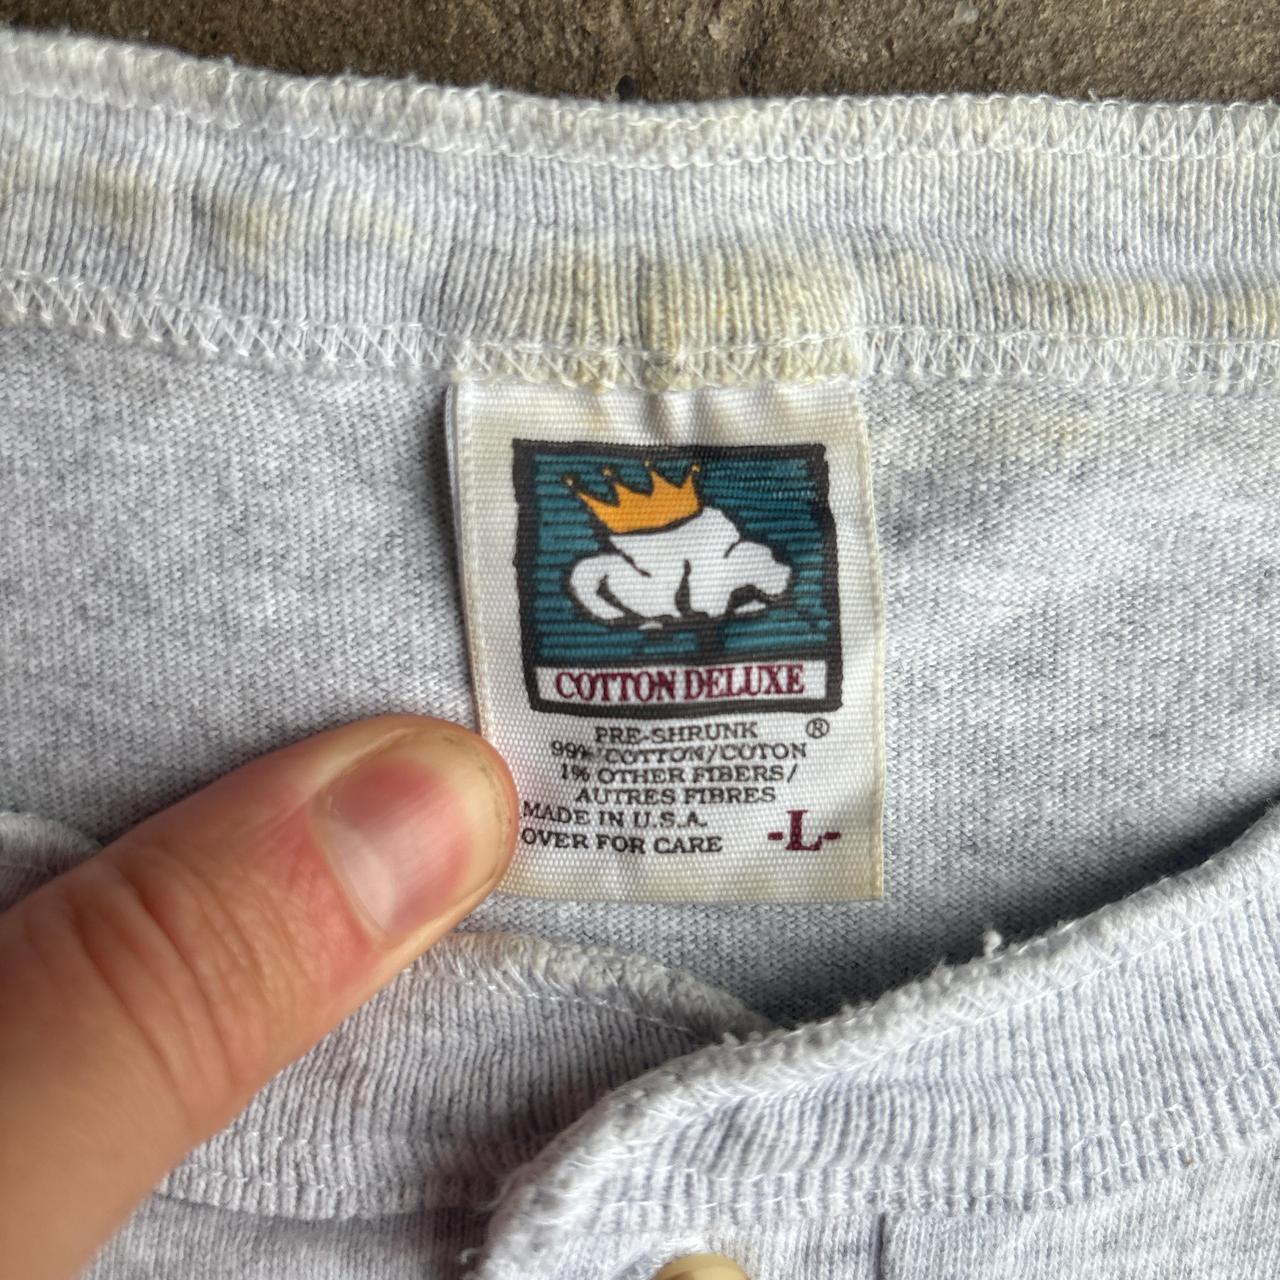 COTTON DELUXE
®
PRE-SHRUNK
99% COTTON/COTON
1% OTHER FIBERS/
AUTRES FIBRES
MADE IN U.S.A.
OVER FOR CARE
-L-